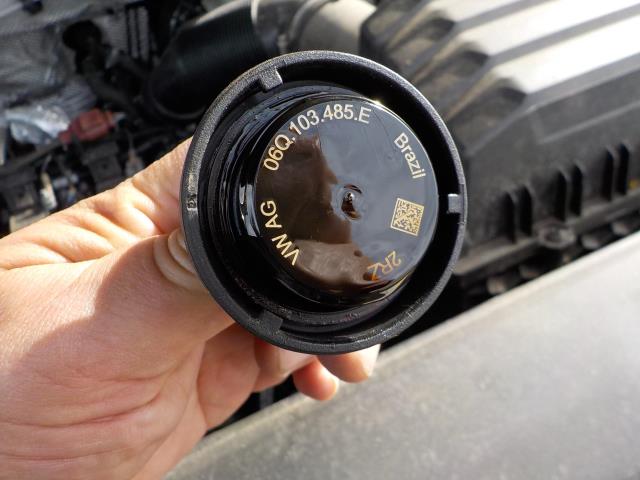 06Q.103.485.E
Brazil
VW AG
2RZ